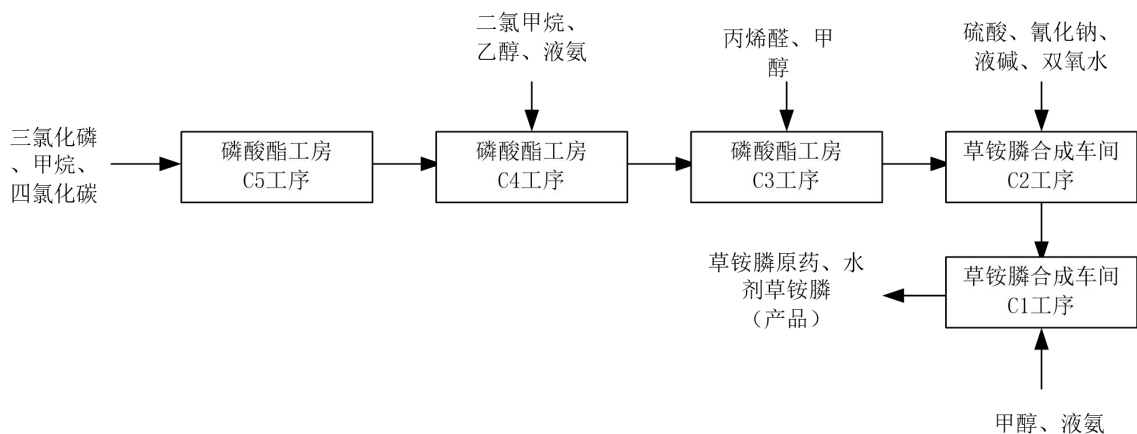 三氯化磷
、甲烷、
四氯化碳
磷酸酯工房
C5工序
二氯甲烷、
乙醇、液氨
磷酸酯工房
C4工序
丙烯醛、甲
醇
磷酸酯工房
C3工序
硫酸、氰化钠、
液碱、双氧水
草铵膦合成车间
C2工序
草铵膦合成车间
C1工序
甲醇、液氨
草铵膦原药、水
剂草铵膦
（产品）